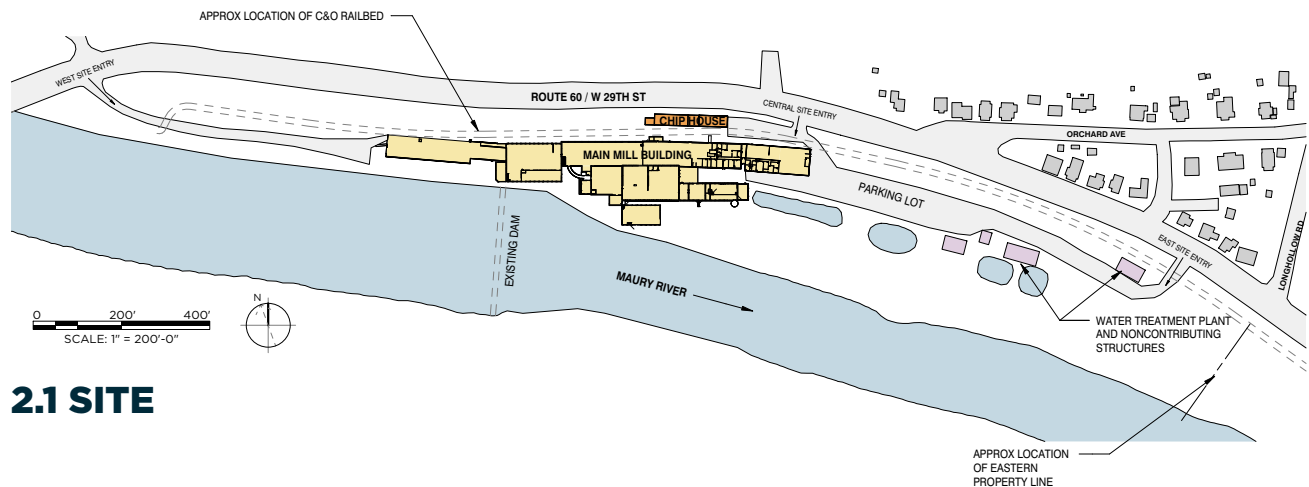 APPROX LOCATION OF C&O RAILBED
WEST SITE ENTRY
ROUTE 60 / W 29TH ST
CENTRAL SITE ENTRY
CHIP HOUSE
ORCHARD AVE
MAIN MILL BUILDING
PARKING LOT
EXISTING DAM
EAST SITE ENTRY
LONGHOLLOW RD
MAURY RIVER
N
0 200' 400'
SCALE: 1" = 200'-0"
WATER TREATMENT PLANT
AND NONCONTRIBUTING
STRUCTURES
2.1 SITE
APPROX LOCATION
OF EASTERN
PROPERTY LINE